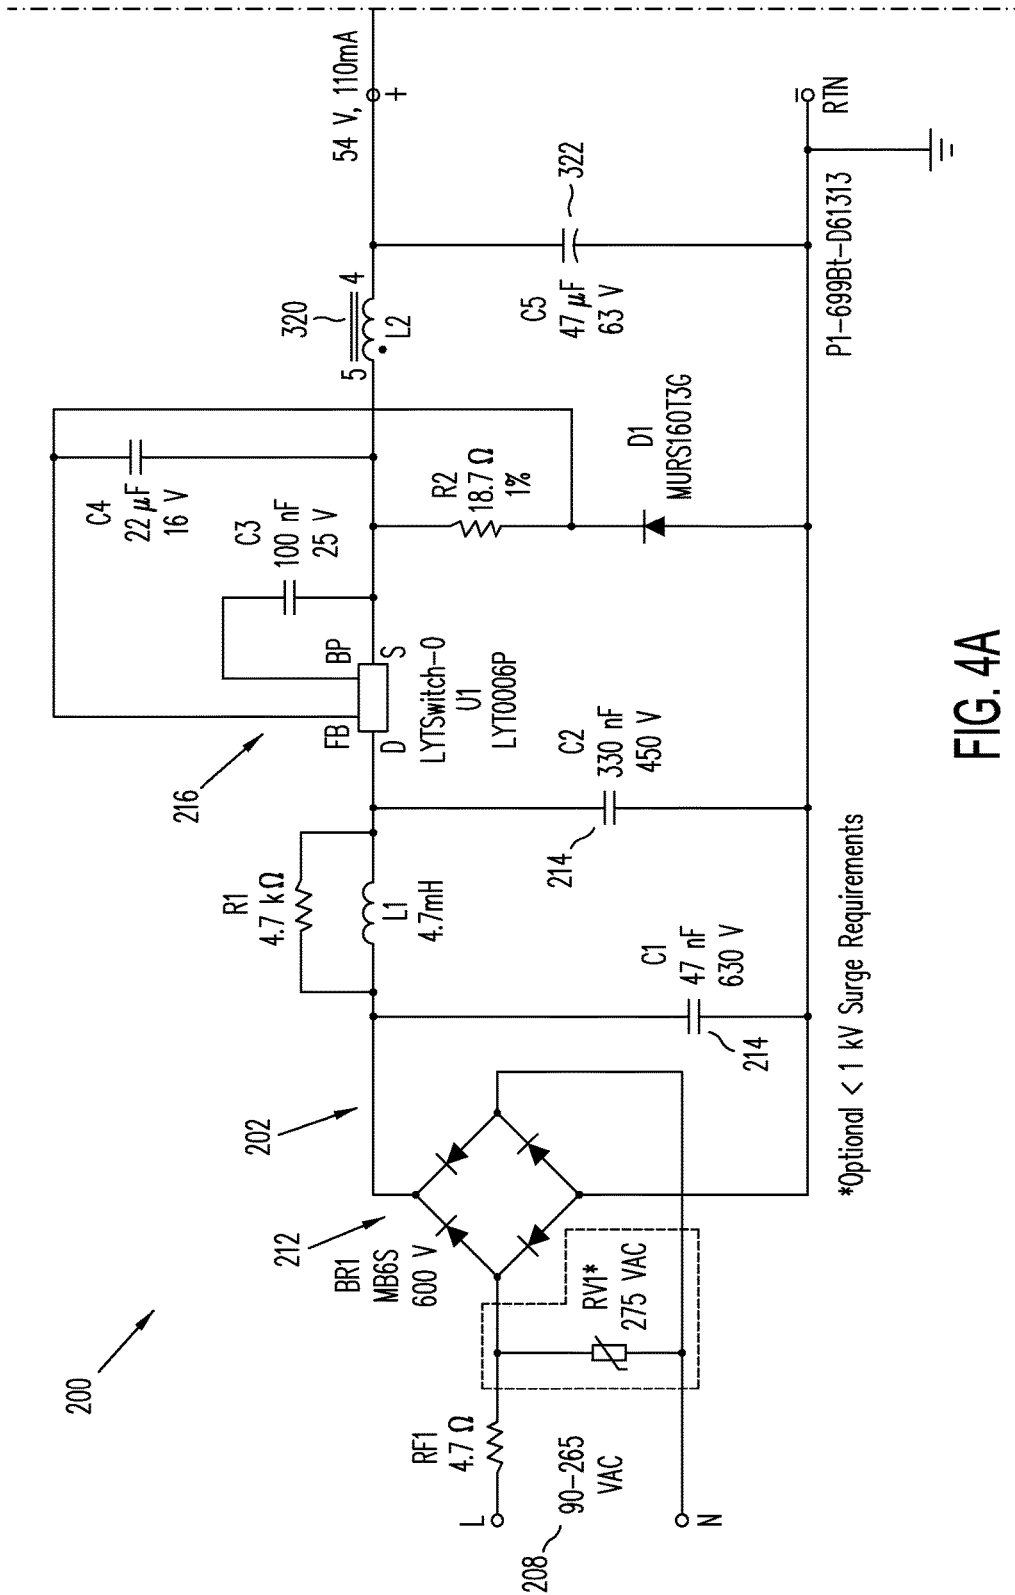 200
208
L
90-265
VAC
N
RF1
4.7 Ω
RV1*
275 VAC
212
BR1
MB6S
600 V
202
*Optional < 1 kV Surge Requirements
C1
47 nF
630 V
214
R1
4.7 kΩ
L1
4.7mH
214
C2
330 nF
450 V
216
FB
BP
D
S
LYTSwitch-0
U1
LYT0006P
C3
100 nF
25 V
C4
22 μF
16 V
R2
18.7 Ω
1%
D1
MURS160T3G
320
5
4
L2
C5
47 μF
63 V
322
54 V, 110mA
+
−
RTN
P1-699Bt-D61313
FIG. 4A